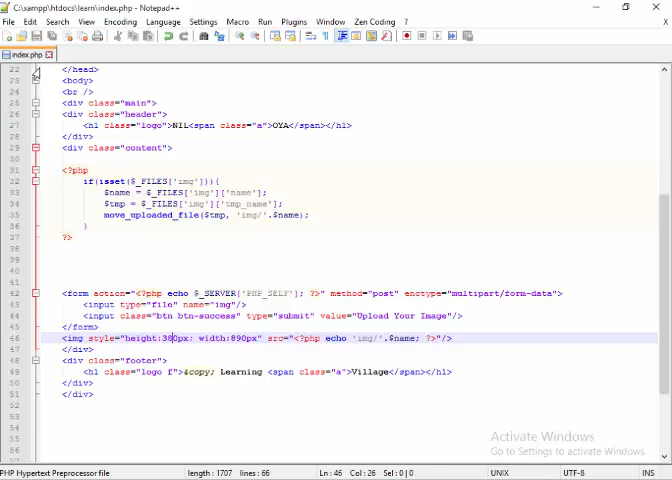 C:\xampp\htdocs\learn\index.php - Notepad++
File Edit Search View Encoding Language Settings Macro Run Plugins Window Zen Coding ?
index.php
22 </head>
23 <body>
24 <br />
25 <div class="main">
26 <div class="header">
27 <h1 class="logo">NIL<span class="a">OYA</span></h1>
28 </div>
29 <div class="content">
30
31 <?php
32 if(isset($_FILES['img'])){
33 $name = $_FILES['img']['name'];
34 $tmp = $_FILES['img']['tmp_name'];
35 move_uploaded_file($tmp, 'img/'.$name);
36 }
37 ?>
38
39
40
41
42 <form action="<?php echo $_SERVER['PHP_SELF']; ?>" method="post" enctype="multipart/form-data">
43 <input type="file" name="img"/>
44 <input class="btn btn-success" type="submit" value="Upload Your Image"/>
45 </form>
46 <img style="height:380px; width:890px" src="<?php echo 'img/'.$name; ?>"/>
47 </div>
48 <div class="footer">
49 <h1 class="logo f">&copy; Learning <span class="a">Village</span></h1>
50 </div>
51 </div>
52
53
54
55
56
Activate Windows
Go to Settings to activate Windows.
PHP Hypertext Preprocessor file length : 1707 lines : 66 Ln : 46 Col : 26 Sel : 0 | 0 UNIX UTF-8 INS